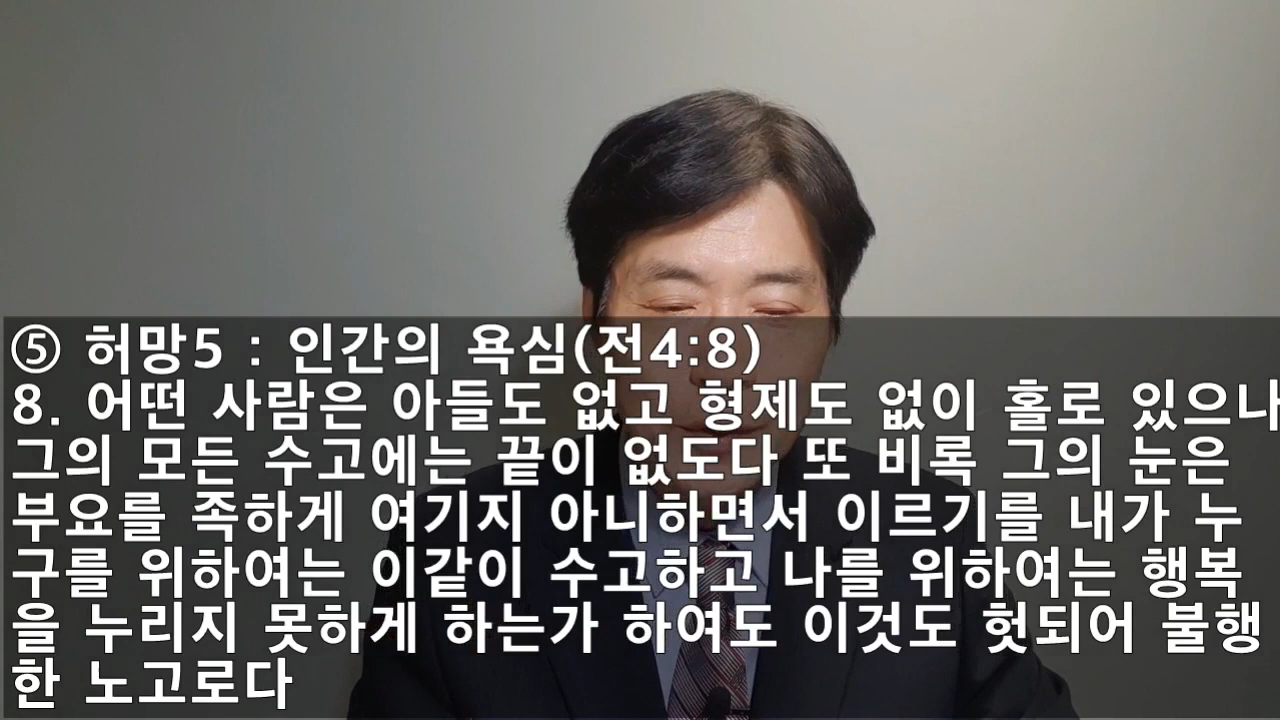 ⑤ 허망5 : 인간의 욕심(전4:8)
8. 어떤 사람은 아들도 없고 형제도 없이 홀로 있으나
그의 모든 수고에는 끝이 없도다 또 비록 그의 눈은
부요를 족하게 여기지 아니하면서 이르기를 내가 누
구를 위하여는 이같이 수고하고 나를 위하여는 행복
을 누리지 못하게 하는가 하여도 이것도 헛되어 불행
한 노고로다